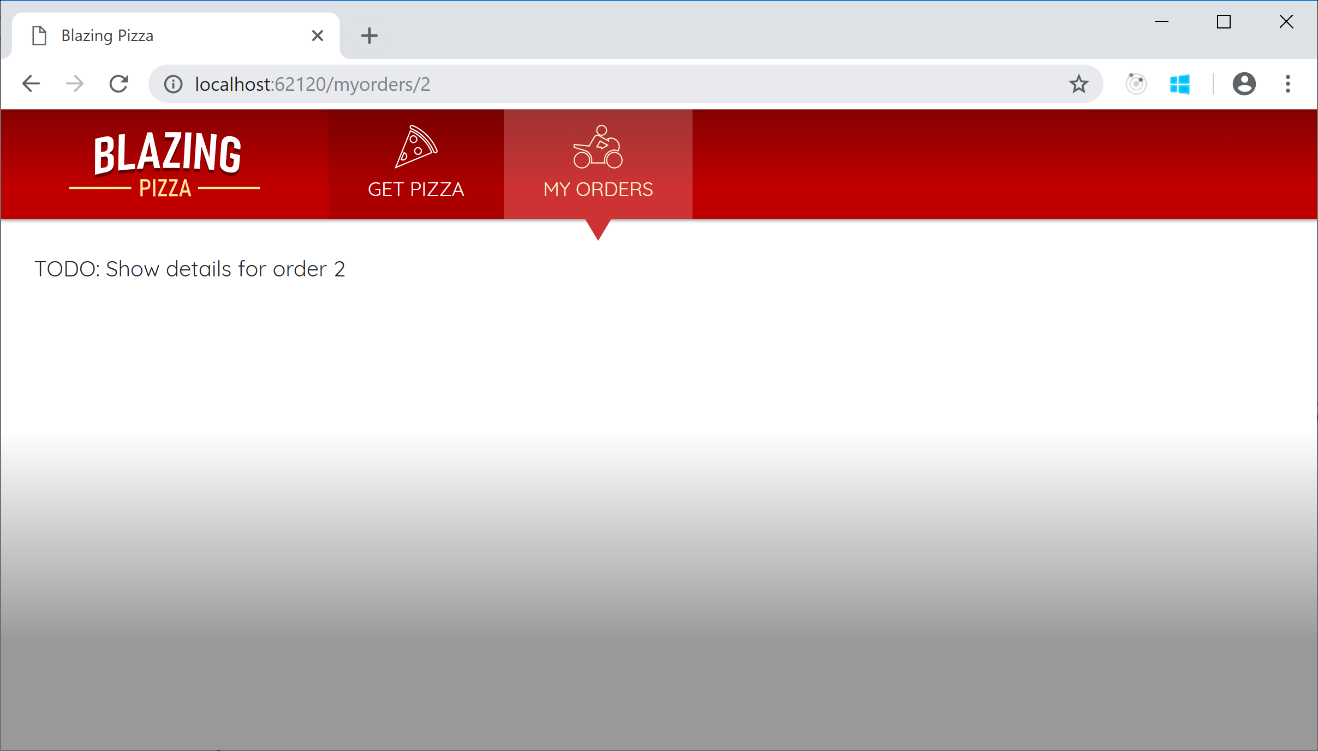 Blazing Pizza
localhost:62120/myorders/2
BLAZING
PIZZA
GET PIZZA
MY ORDERS
TODO: Show details for order 2